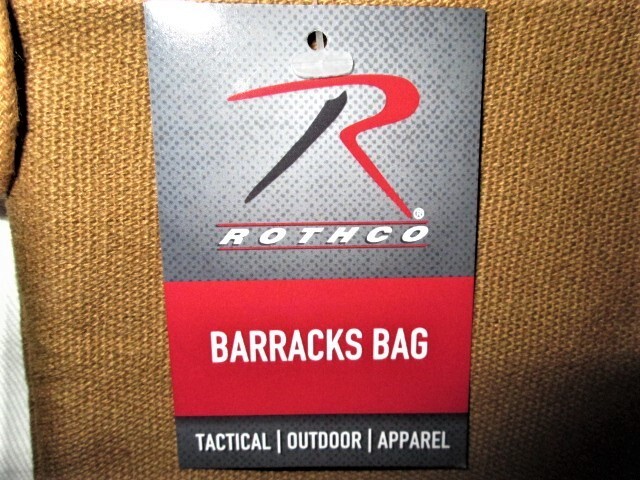 R®
ROTHCO
BARRACKS BAG
TACTICAL | OUTDOOR | APPAREL